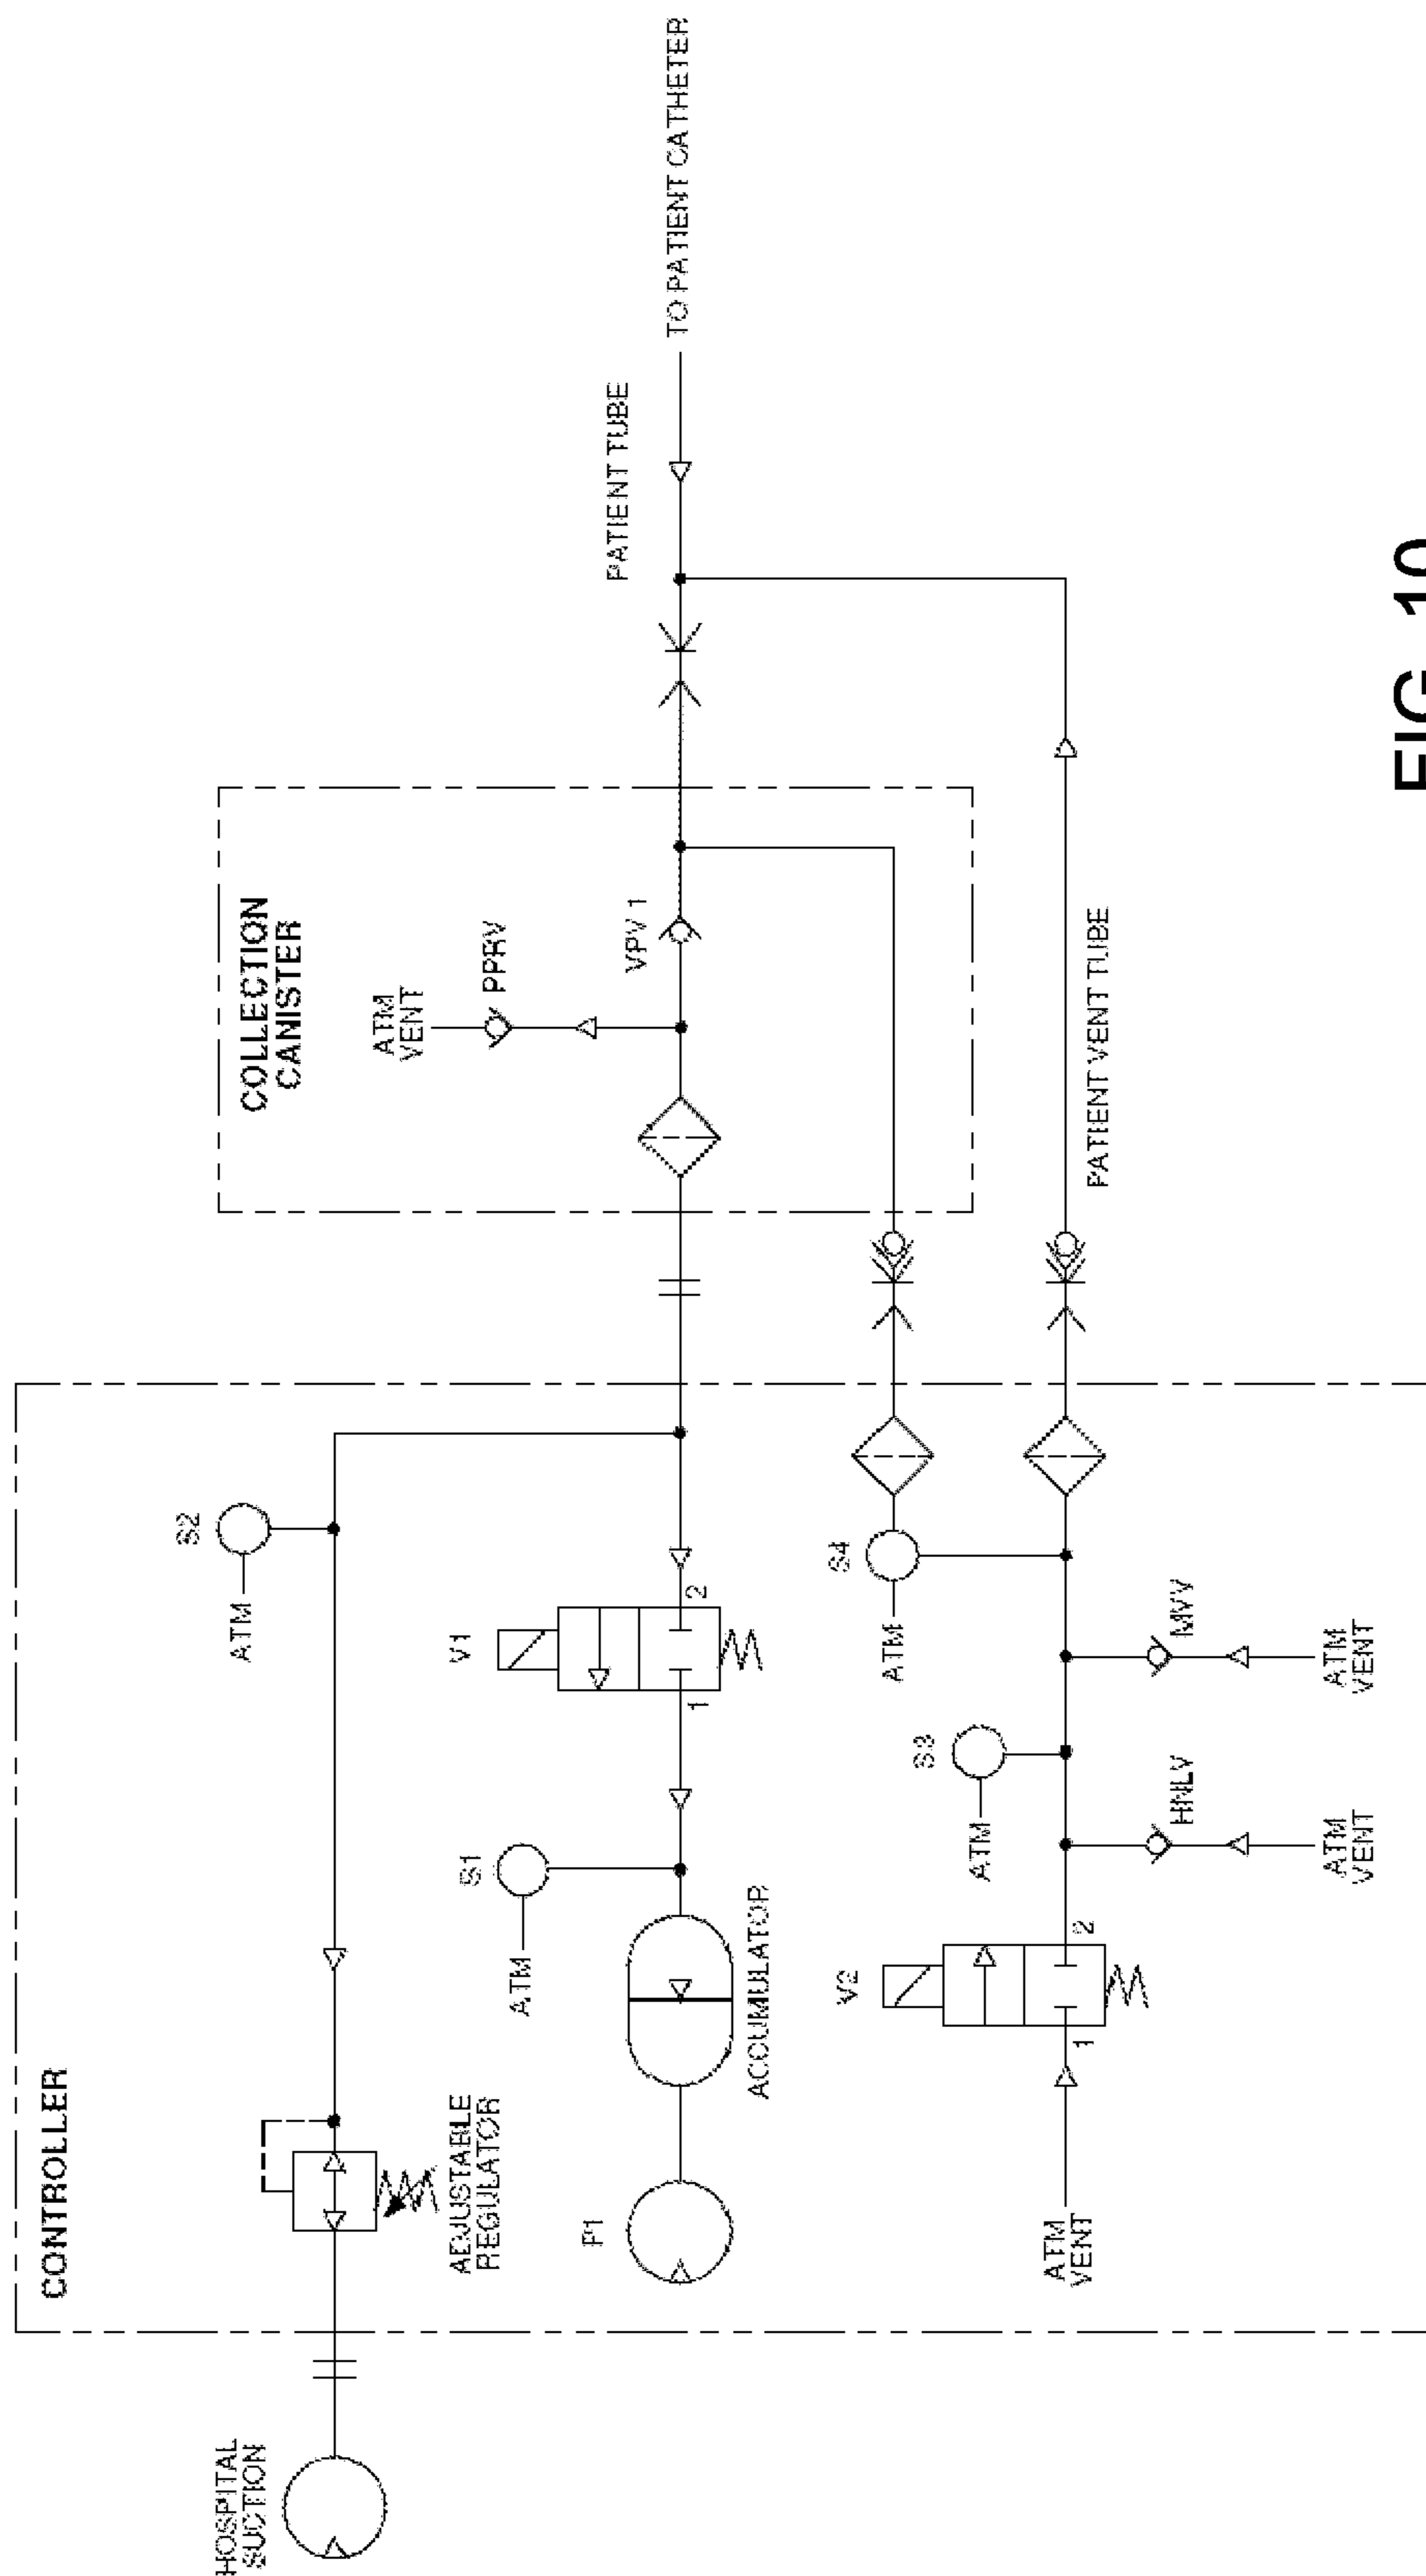 CONTROLLER
HOSPITAL
SUCTION
ADJUSTABLE
REGULATOR
ATM
S2
P1
ACCUMULATOR
ATM
S1
V1
1
2
COLLECTION
CANISTER
ATM
VENT
PPRV
VPV 1
PATIENT TUBE
TO PATIENT CATHETER
ATM
VENT
1
2
V2
HNLV
ATM
VENT
ATM
S3
MVV
ATM
VENT
ATM
S4
PATIENT VENT TUBE